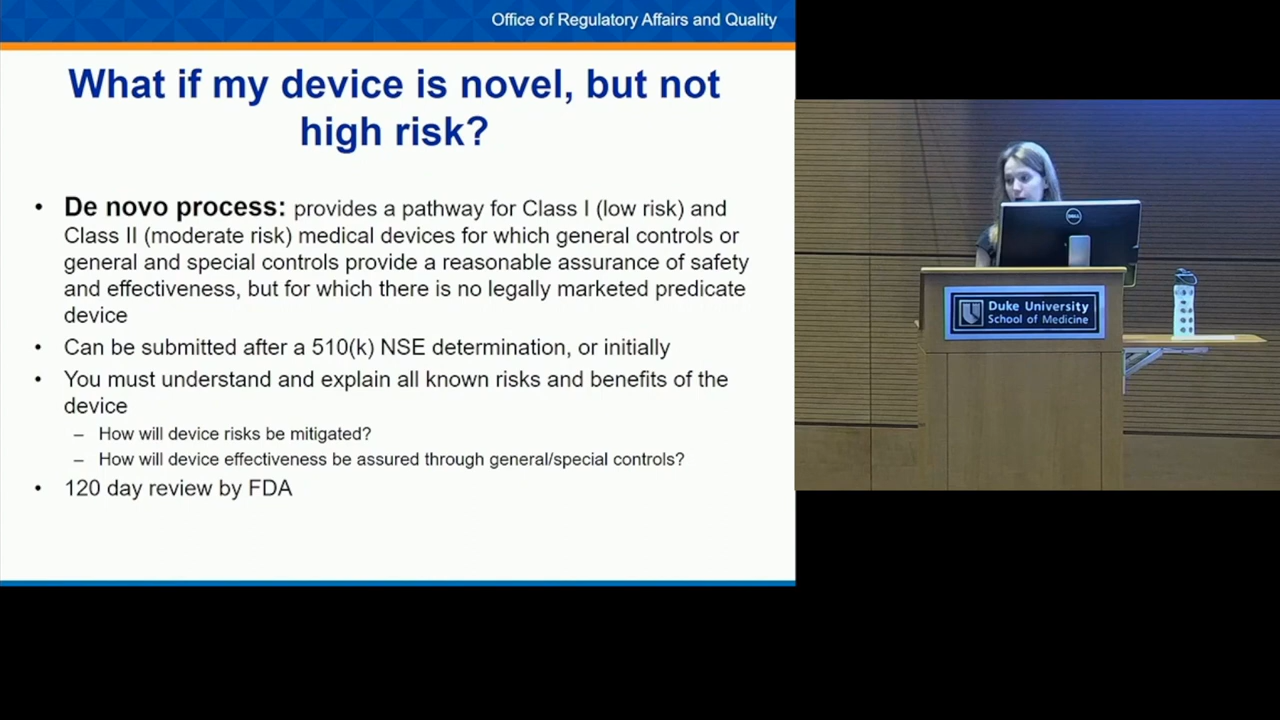 Office of Regulatory Affairs and Quality
What if my device is novel, but not
high risk?
• De novo process: provides a pathway for Class I (low risk) and
Class II (moderate risk) medical devices for which general controls or
general and special controls provide a reasonable assurance of safety
and effectiveness, but for which there is no legally marketed predicate
device
• Can be submitted after a 510(k) NSE determination, or initially
• You must understand and explain all known risks and benefits of the
device
– How will device risks be mitigated?
– How will device effectiveness be assured through general/special controls?
• 120 day review by FDA
DELL
Duke University
School of Medicine